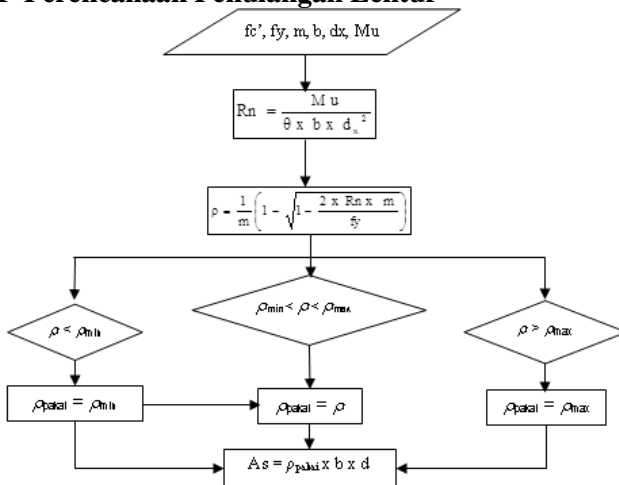 Perencanaan Penulangan Lentur
fc', fy, m, b, dx, Mu
Rn = Mu / θ x b x dx²
ρ = 1/m (1 - √(1 - 2 x Rn x m / fy))
ρ < ρmin
ρmin < ρ < ρmax
ρ > ρmax
ρpakai = ρmin
ρpakai = ρ
ρpakai = ρmax
As = ρpakai x b x d